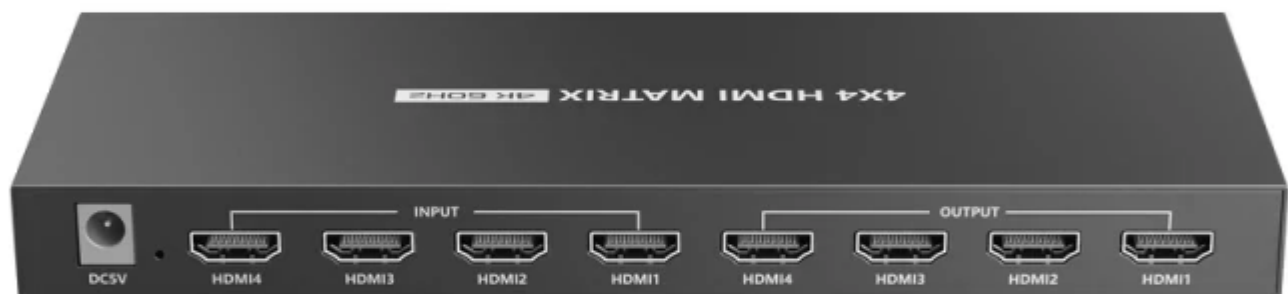 4X4 HDMI MATRIX 4K 60Hz
INPUT OUTPUT
DC5V HDMI4 HDMI3 HDMI2 HDMI1 HDMI4 HDMI3 HDMI2 HDMI1